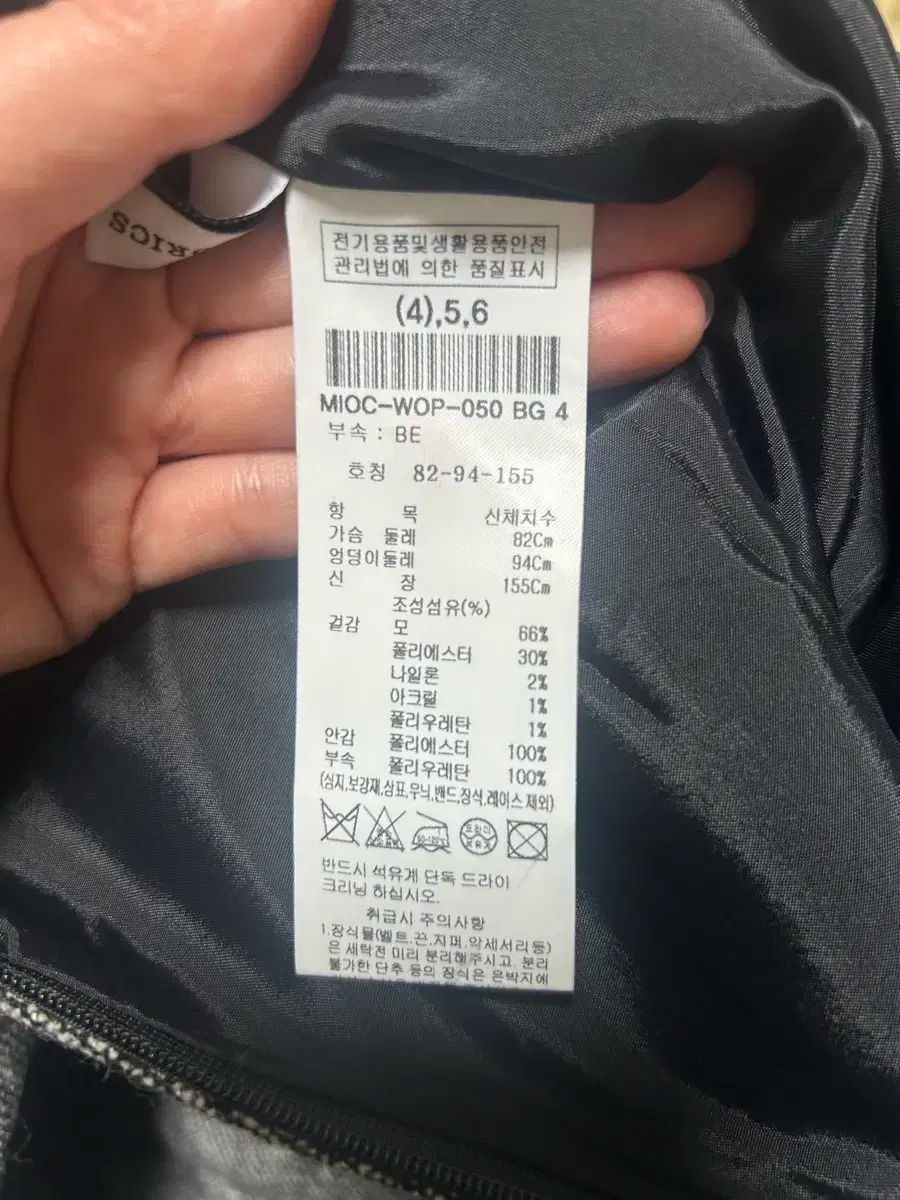 ORICS
전기용품및생활용품안전
관리법에 의한 품질표시
(4),5,6
MIOC-WOP-050 BG 4
부속 : BE
호칭 82-94-155
항 목 신체치수
가슴 둘레 82Cm
엉덩이둘레 94Cm
신 장 155Cm
조성섬유(%)
겉감 모 66%
폴리에스터 30%
나일론 2%
아크릴 1%
폴리우레탄 1%
안감 폴리에스터 100%
부속 폴리우레탄 100%
(심지,보강재,상표,무늬,밴드,장식,레이스 제외)
드라이
석유계
반드시 석유계 단독 드라이
크리닝 하십시오.
취급시 주의사항
1.장식물(벨트.끈.지퍼.악세서리등)
은 세탁전 미리 분리해주시고. 분리
불가한 단추 등의 장식은 은박지에